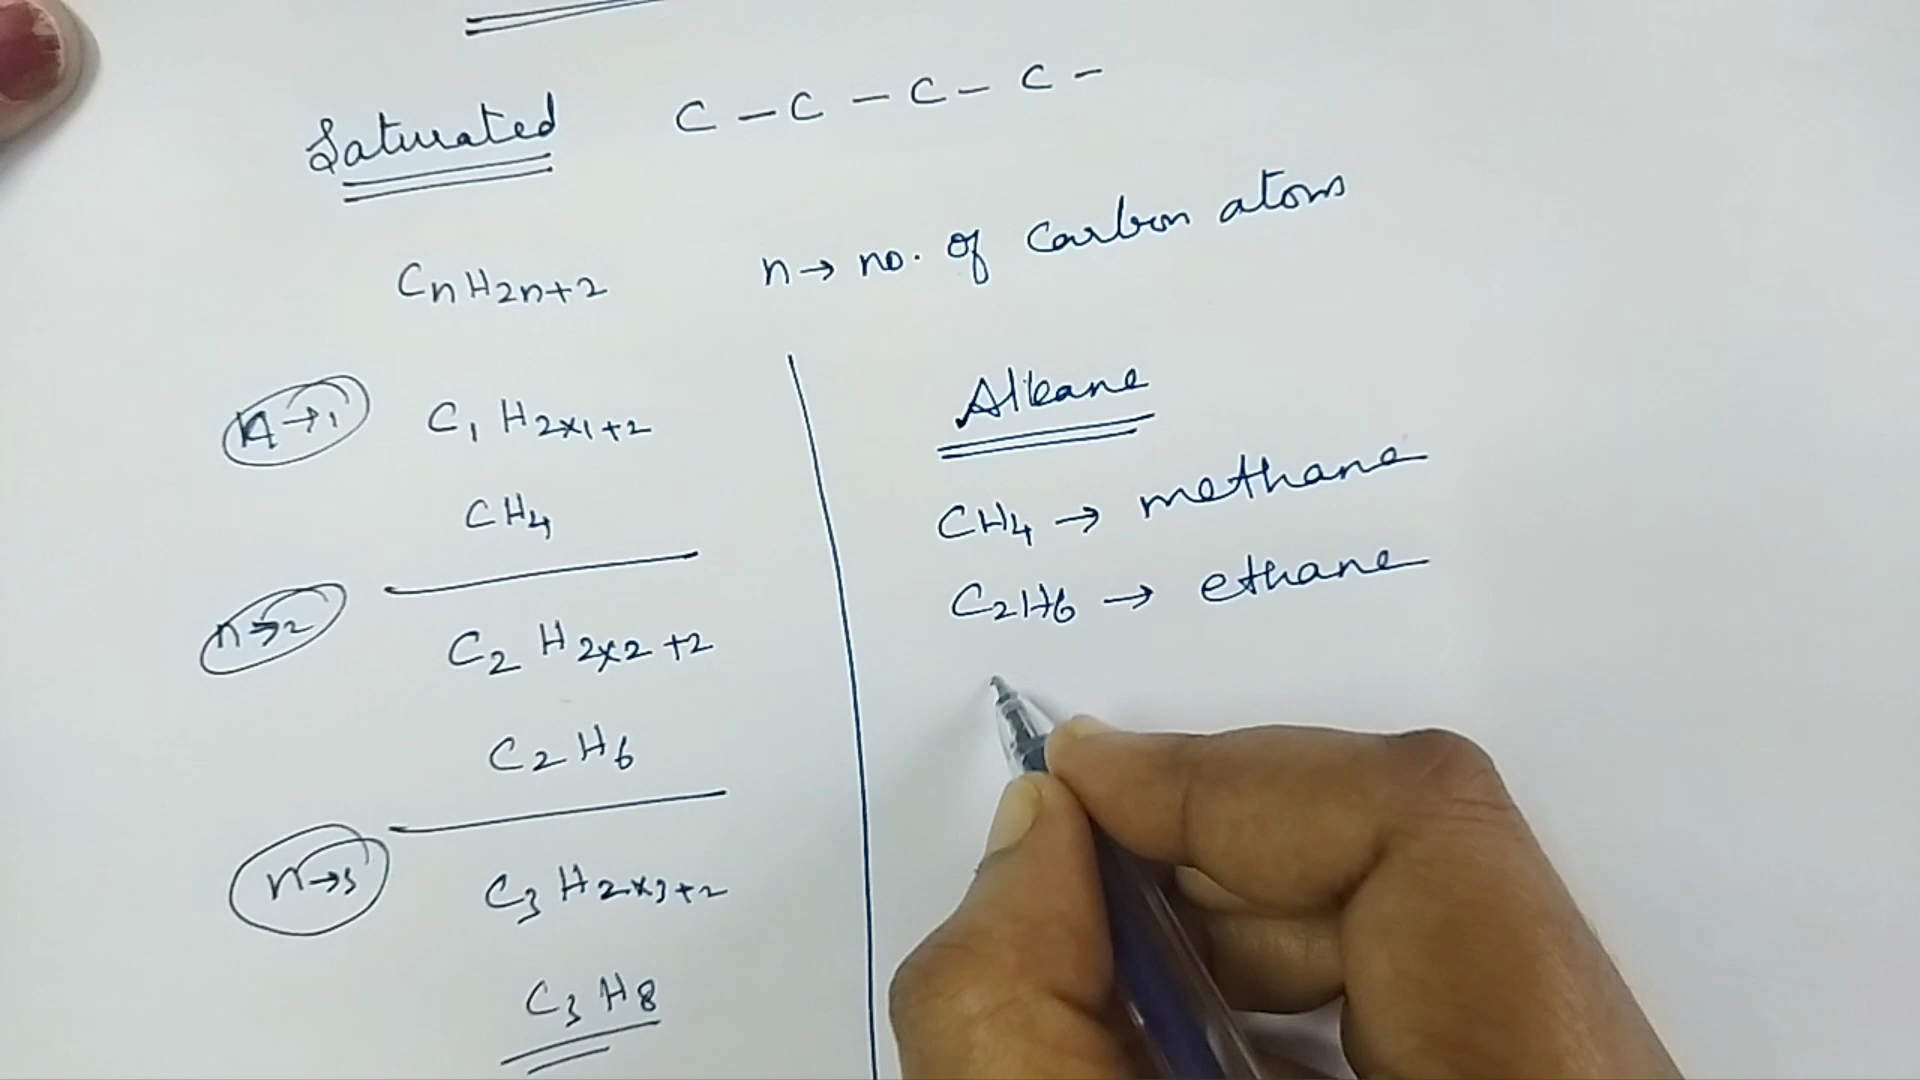 Saturated C - C - C - C -
CnH2n+2 n → no. of Carbon atoms
n→1 C1 H2x1+2
CH4
n→2 C2 H2x2+2
C2H6
n→3 C3 H2x3+2
C3H8
Alkane
CH4 → methane
C2H6 → ethane